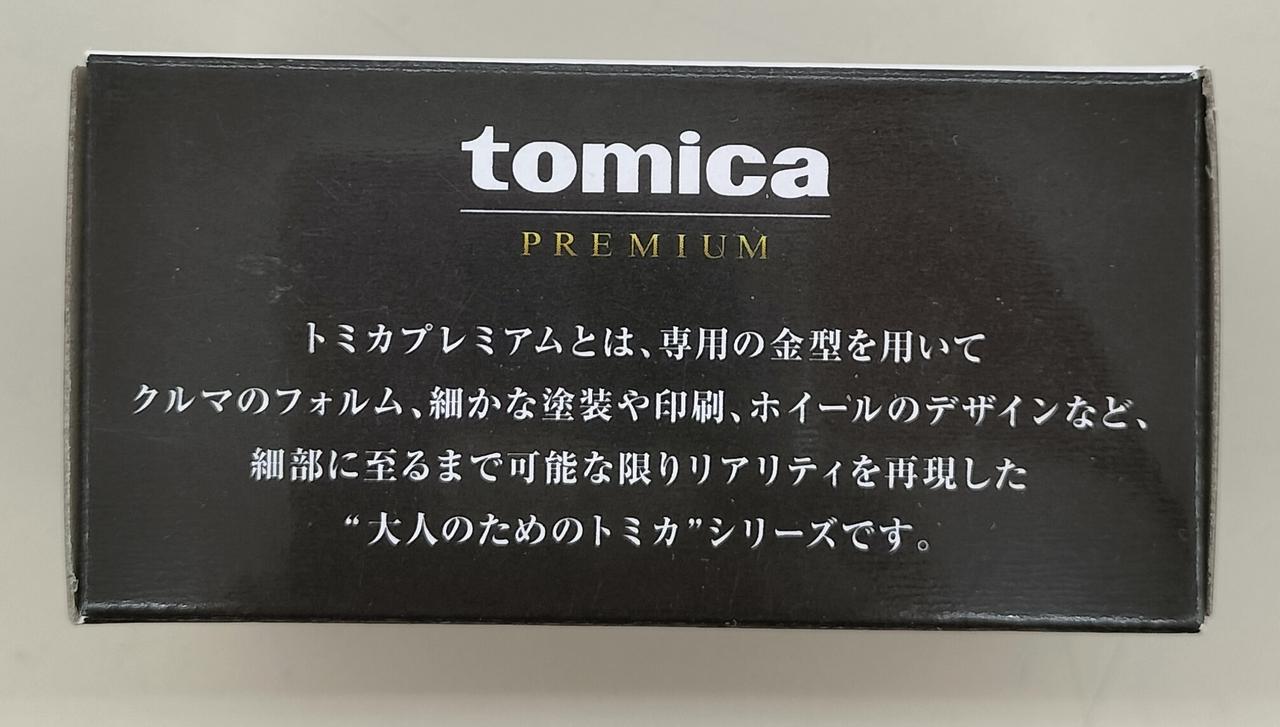 tomica
PREMIUM
トミカプレミアムとは、専用の金型を用いて
クルマのフォルム、細かな塗装や印刷、ホイールのデザインなど、
細部に至るまで可能な限りリアリティを再現した
“大人のためのトミカ”シリーズです。